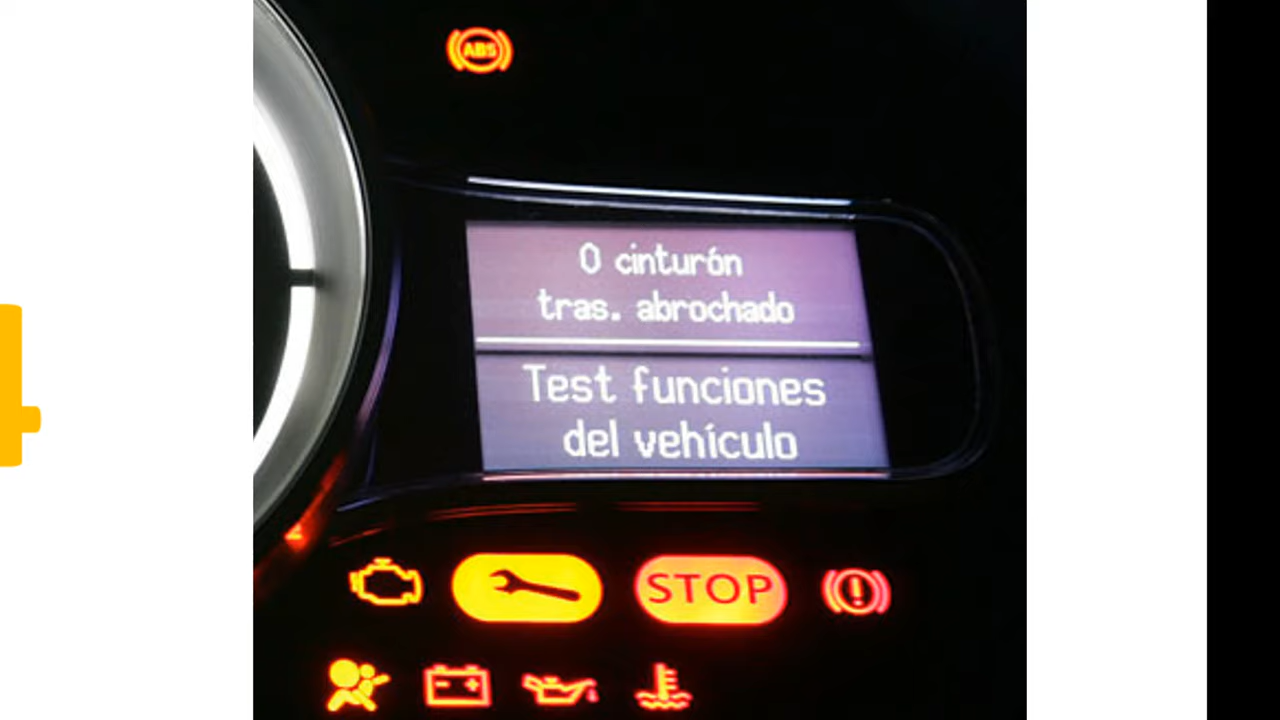 ABS
0 cinturón
tras. abrochado
Test funciones
del vehículo
STOP